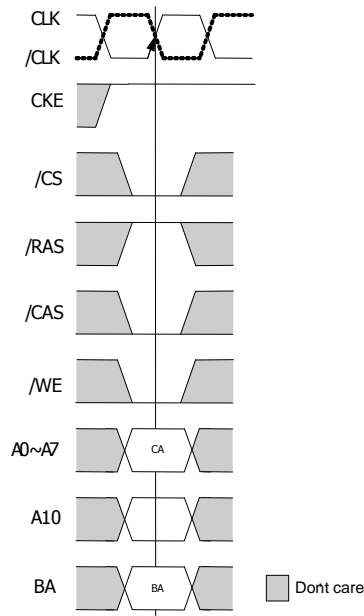 CLK
/CLK
CKE
/CS
/RAS
/CAS
/WE
A0~A7
CA
A10
BA
BA
Dont care